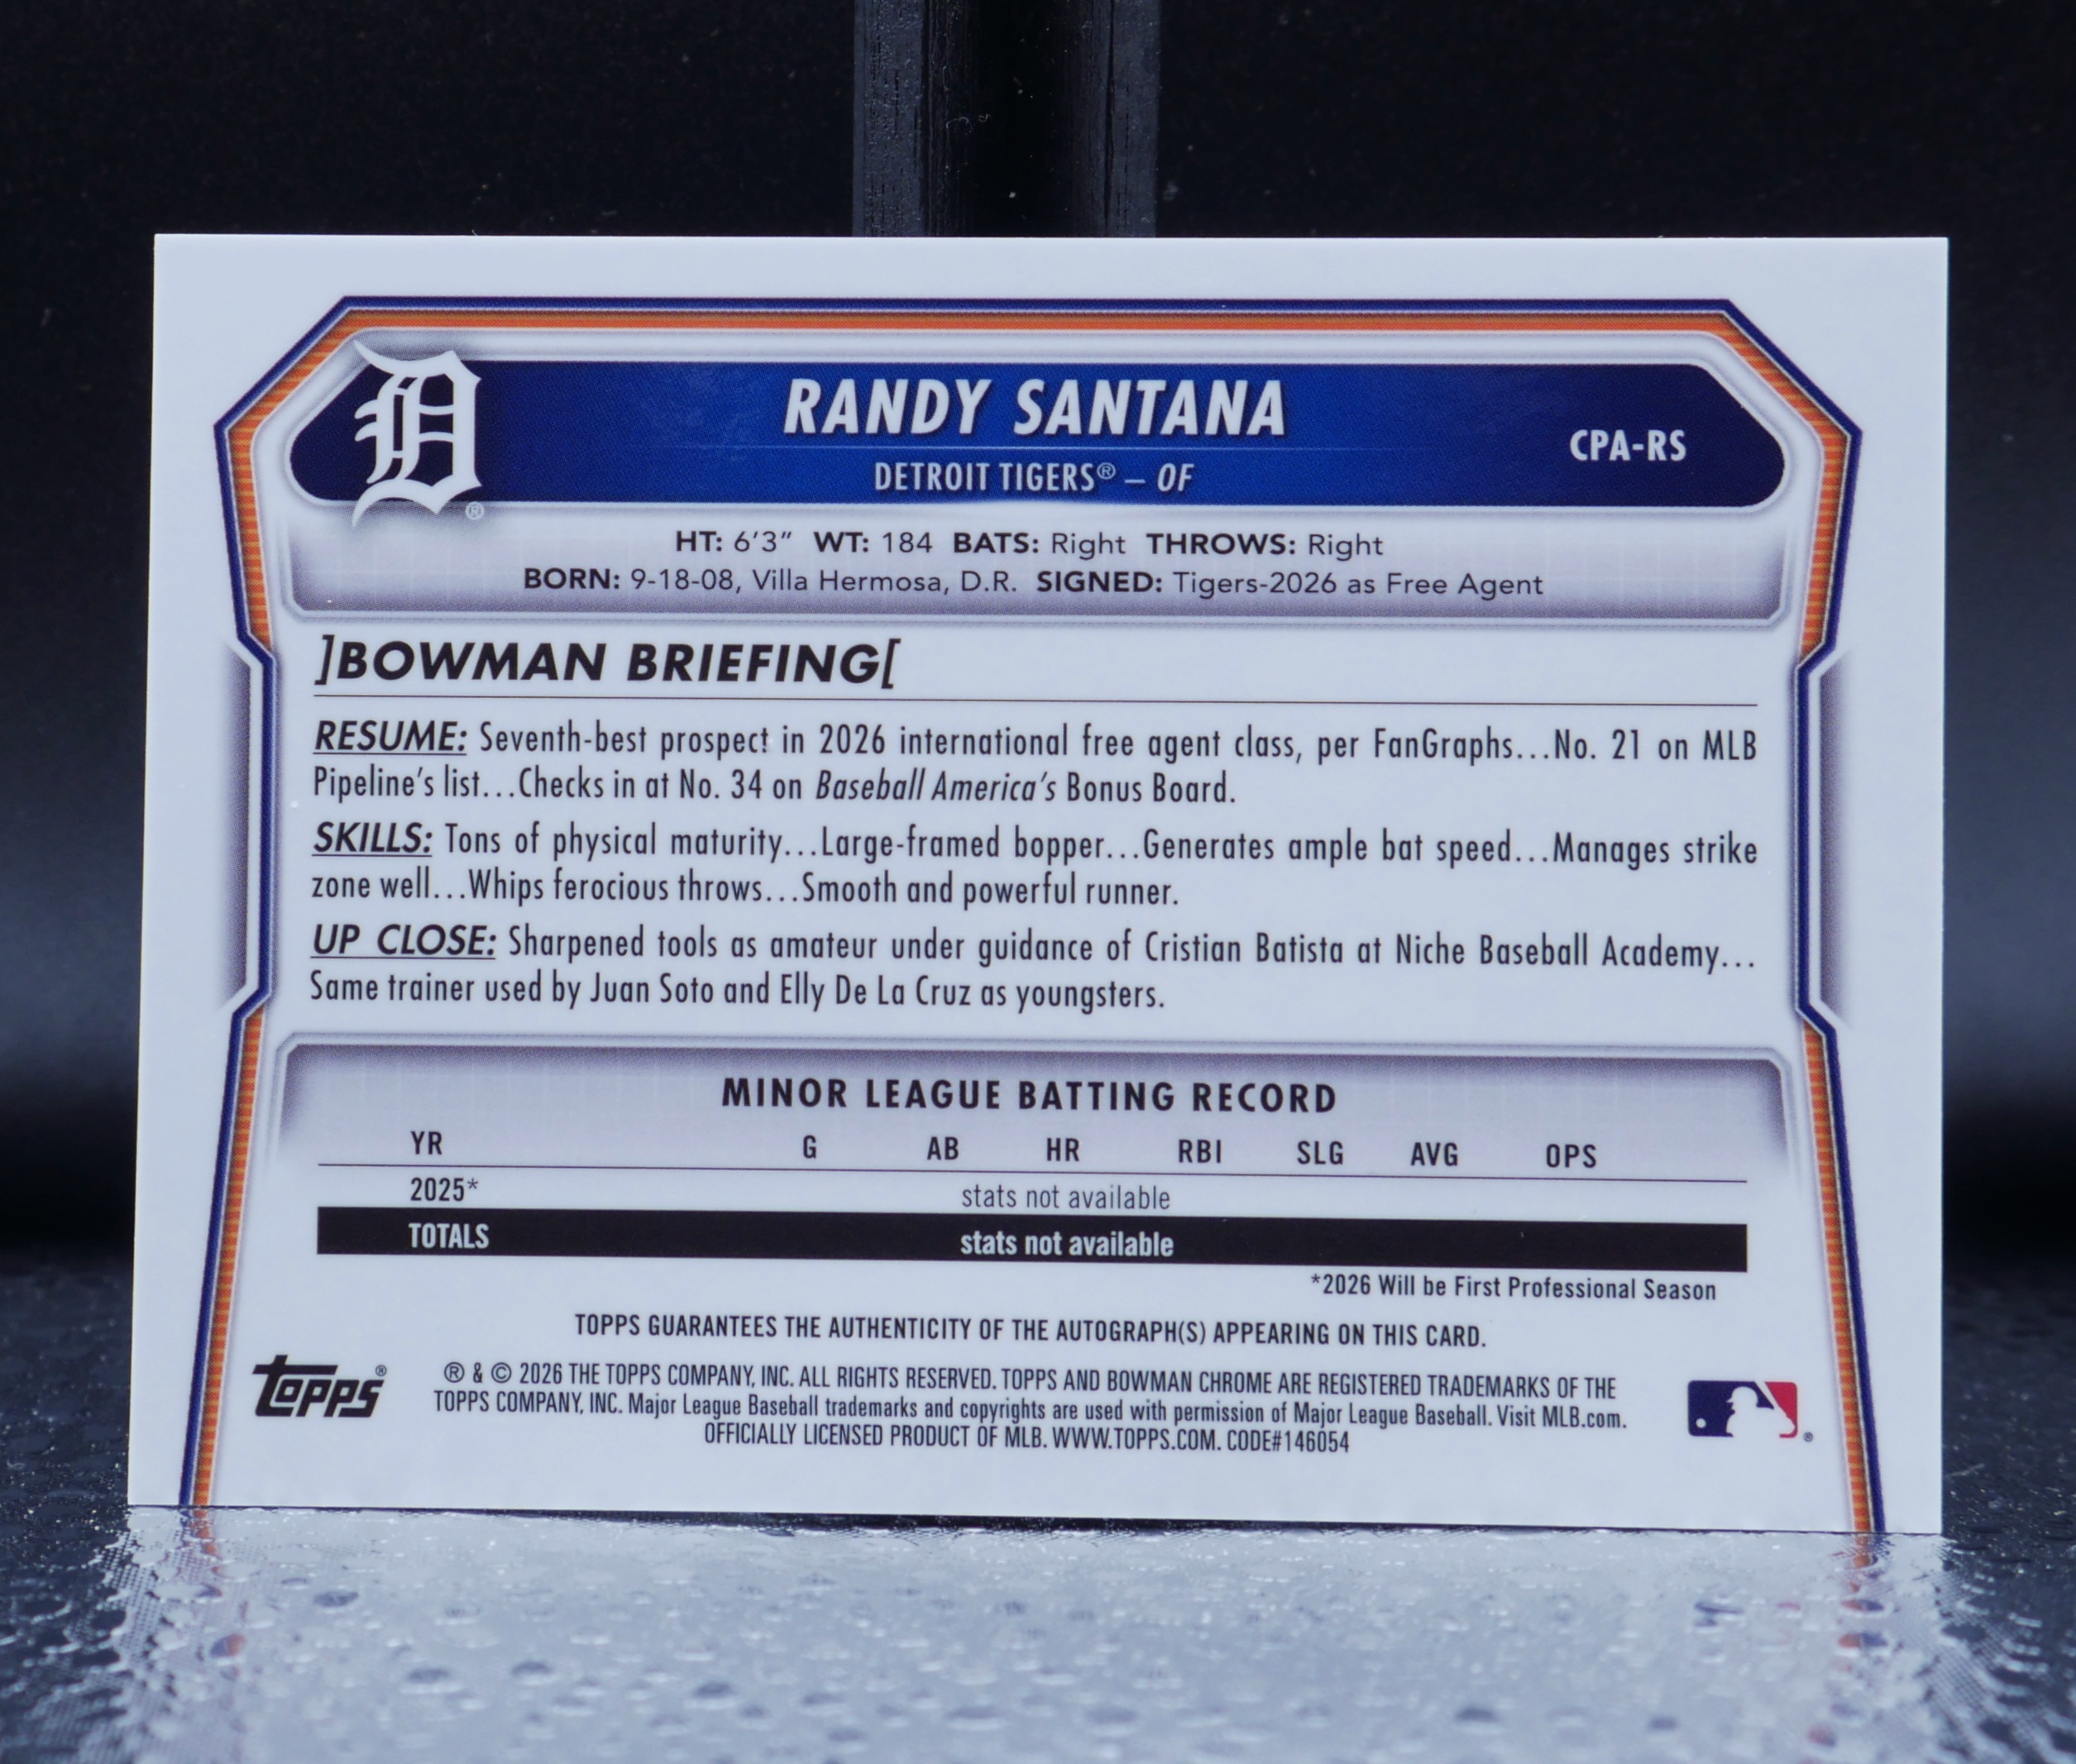 RANDY SANTANA
CPA-RS
DETROIT TIGERS® – OF
HT: 6'3" WT: 184 BATS: Right THROWS: Right
BORN: 9-18-08, Villa Hermosa, D.R. SIGNED: Tigers-2026 as Free Agent
]BOWMAN BRIEFING[
RESUME: Seventh-best prospect in 2026 international free agent class, per FanGraphs...No. 21 on MLB
Pipeline's list...Checks in at No. 34 on Baseball America's Bonus Board.
SKILLS: Tons of physical maturity...Large-framed bopper...Generates ample bat speed...Manages strike
zone well...Whips ferocious throws...Smooth and powerful runner.
UP CLOSE: Sharpened tools as amateur under guidance of Cristian Batista at Niche Baseball Academy...
Same trainer used by Juan Soto and Elly De La Cruz as youngsters.
MINOR LEAGUE BATTING RECORD
YR G AB HR RBI SLG AVG OPS
2025* stats not available
TOTALS stats not available
*2026 Will be First Professional Season
TOPPS GUARANTEES THE AUTHENTICITY OF THE AUTOGRAPH(S) APPEARING ON THIS CARD.
topps®
® & © 2026 THE TOPPS COMPANY, INC. ALL RIGHTS RESERVED. TOPPS AND BOWMAN CHROME ARE REGISTERED TRADEMARKS OF THE
TOPPS COMPANY, INC. Major League Baseball trademarks and copyrights are used with permission of Major League Baseball. Visit MLB.com.
OFFICIALLY LICENSED PRODUCT OF MLB. WWW.TOPPS.COM. CODE#146054